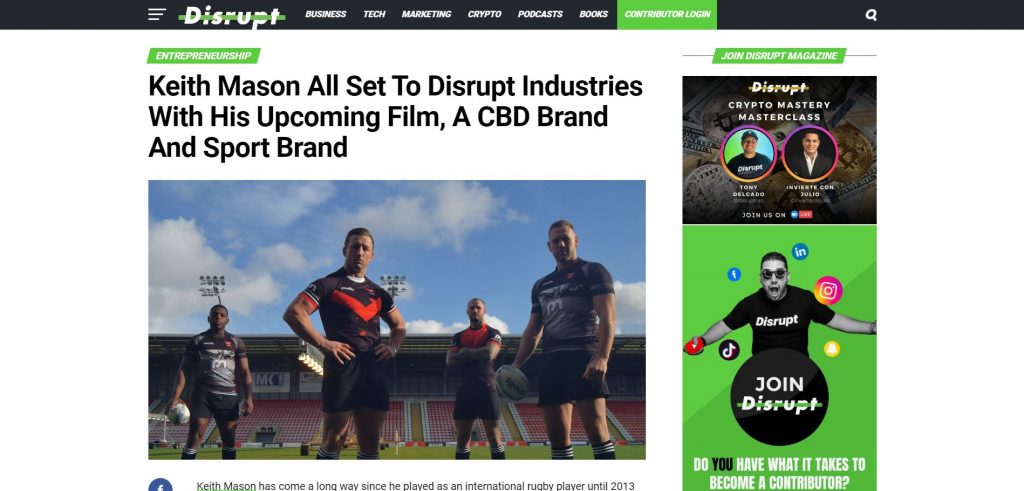 Disrupt
BUSINESS TECH MARKETING CRYPTO PODCASTS BOOKS CONTRIBUTOR LOGIN
ENTREPRENEURSHIP
Keith Mason All Set To Disrupt Industries
With His Upcoming Film, A CBD Brand
And Sport Brand
MK
Keith Mason has come a long way since he played as an international rugby player until 2013
JOIN DISRUPT MAGAZINE
Disrupt
CRYPTO MASTERY
MASTERCLASS
Disrupt
TONY
DELGADO
INVIERTE CON
JULIO
JOIN US ON
LIVE
in
f
Disrupt
JOIN
Disrupt
DO YOU HAVE WHAT IT TAKES TO
BECOME A CONTRIBUTOR?